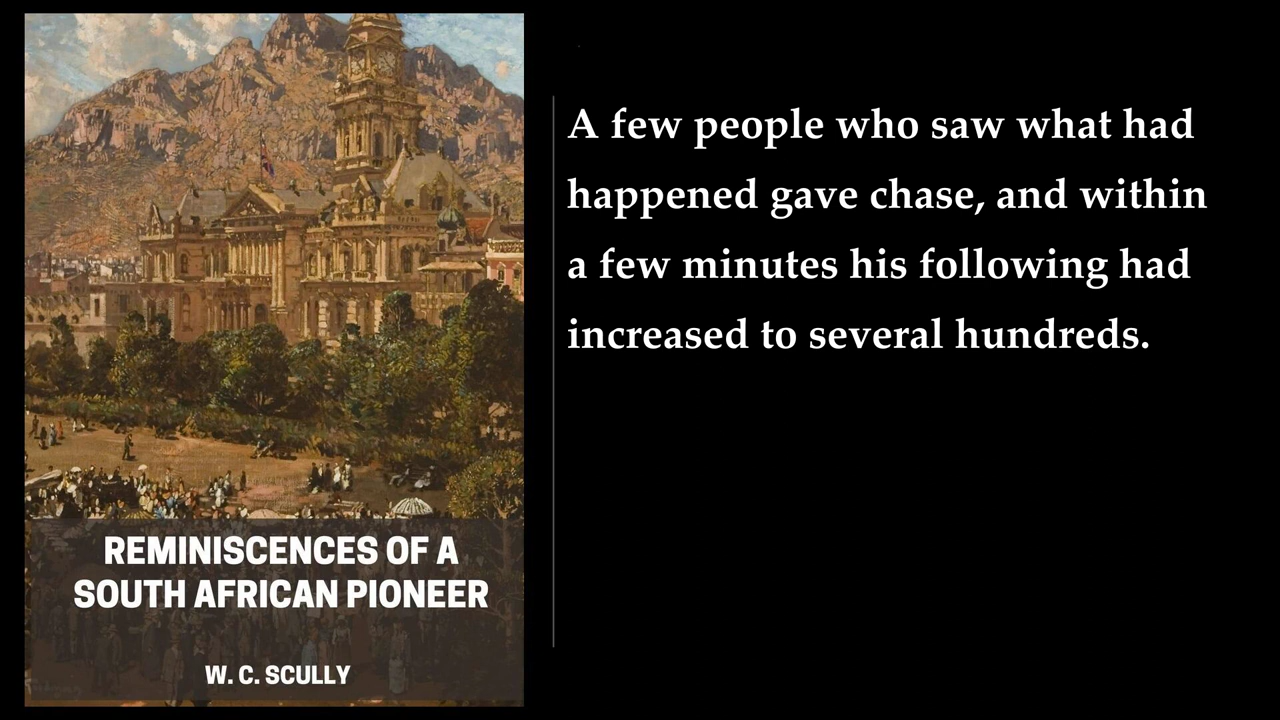 REMINISCENCES OF A
SOUTH AFRICAN PIONEER
W. C. SCULLY
A few people who saw what had
happened gave chase, and within
a few minutes his following had
increased to several hundreds.